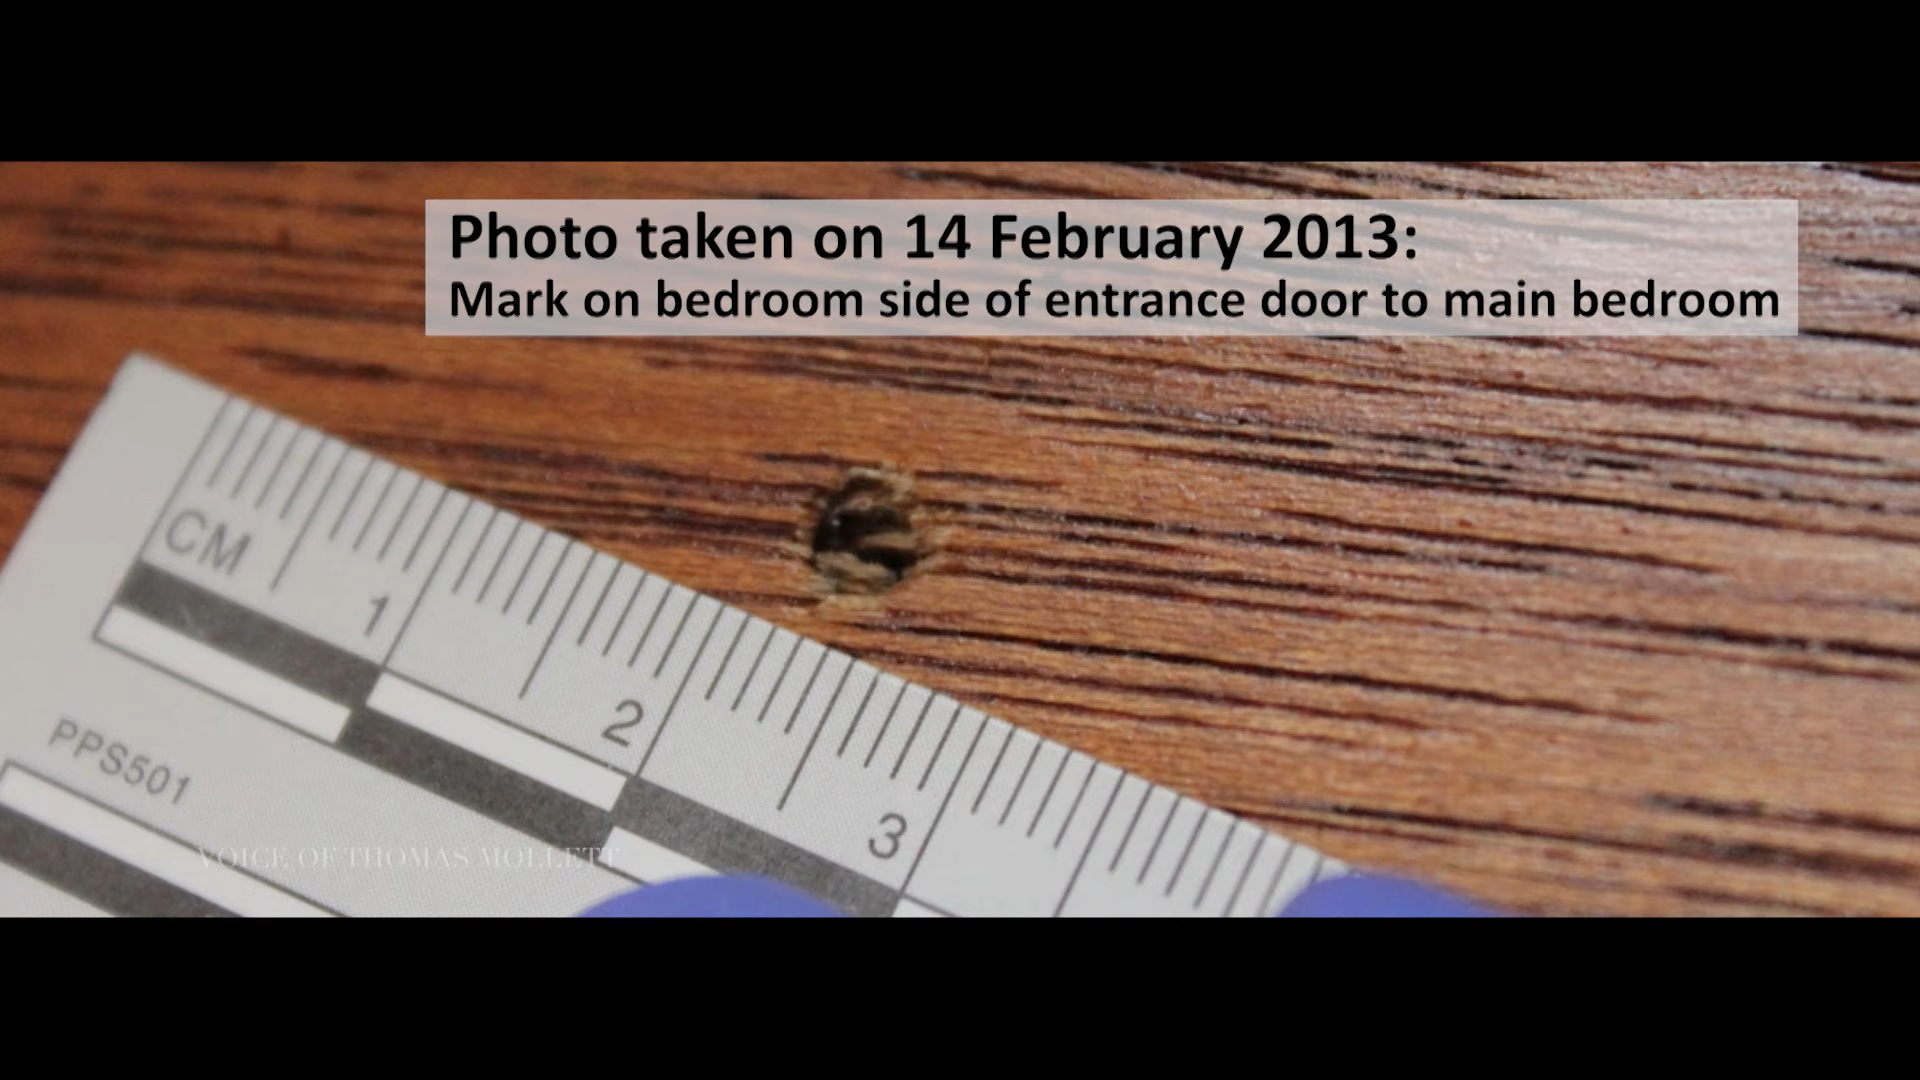 Photo taken on 14 February 2013:
Mark on bedroom side of entrance door to main bedroom
CM
1
2
3
PPS501
VOICE OF THOMAS MOLLETT